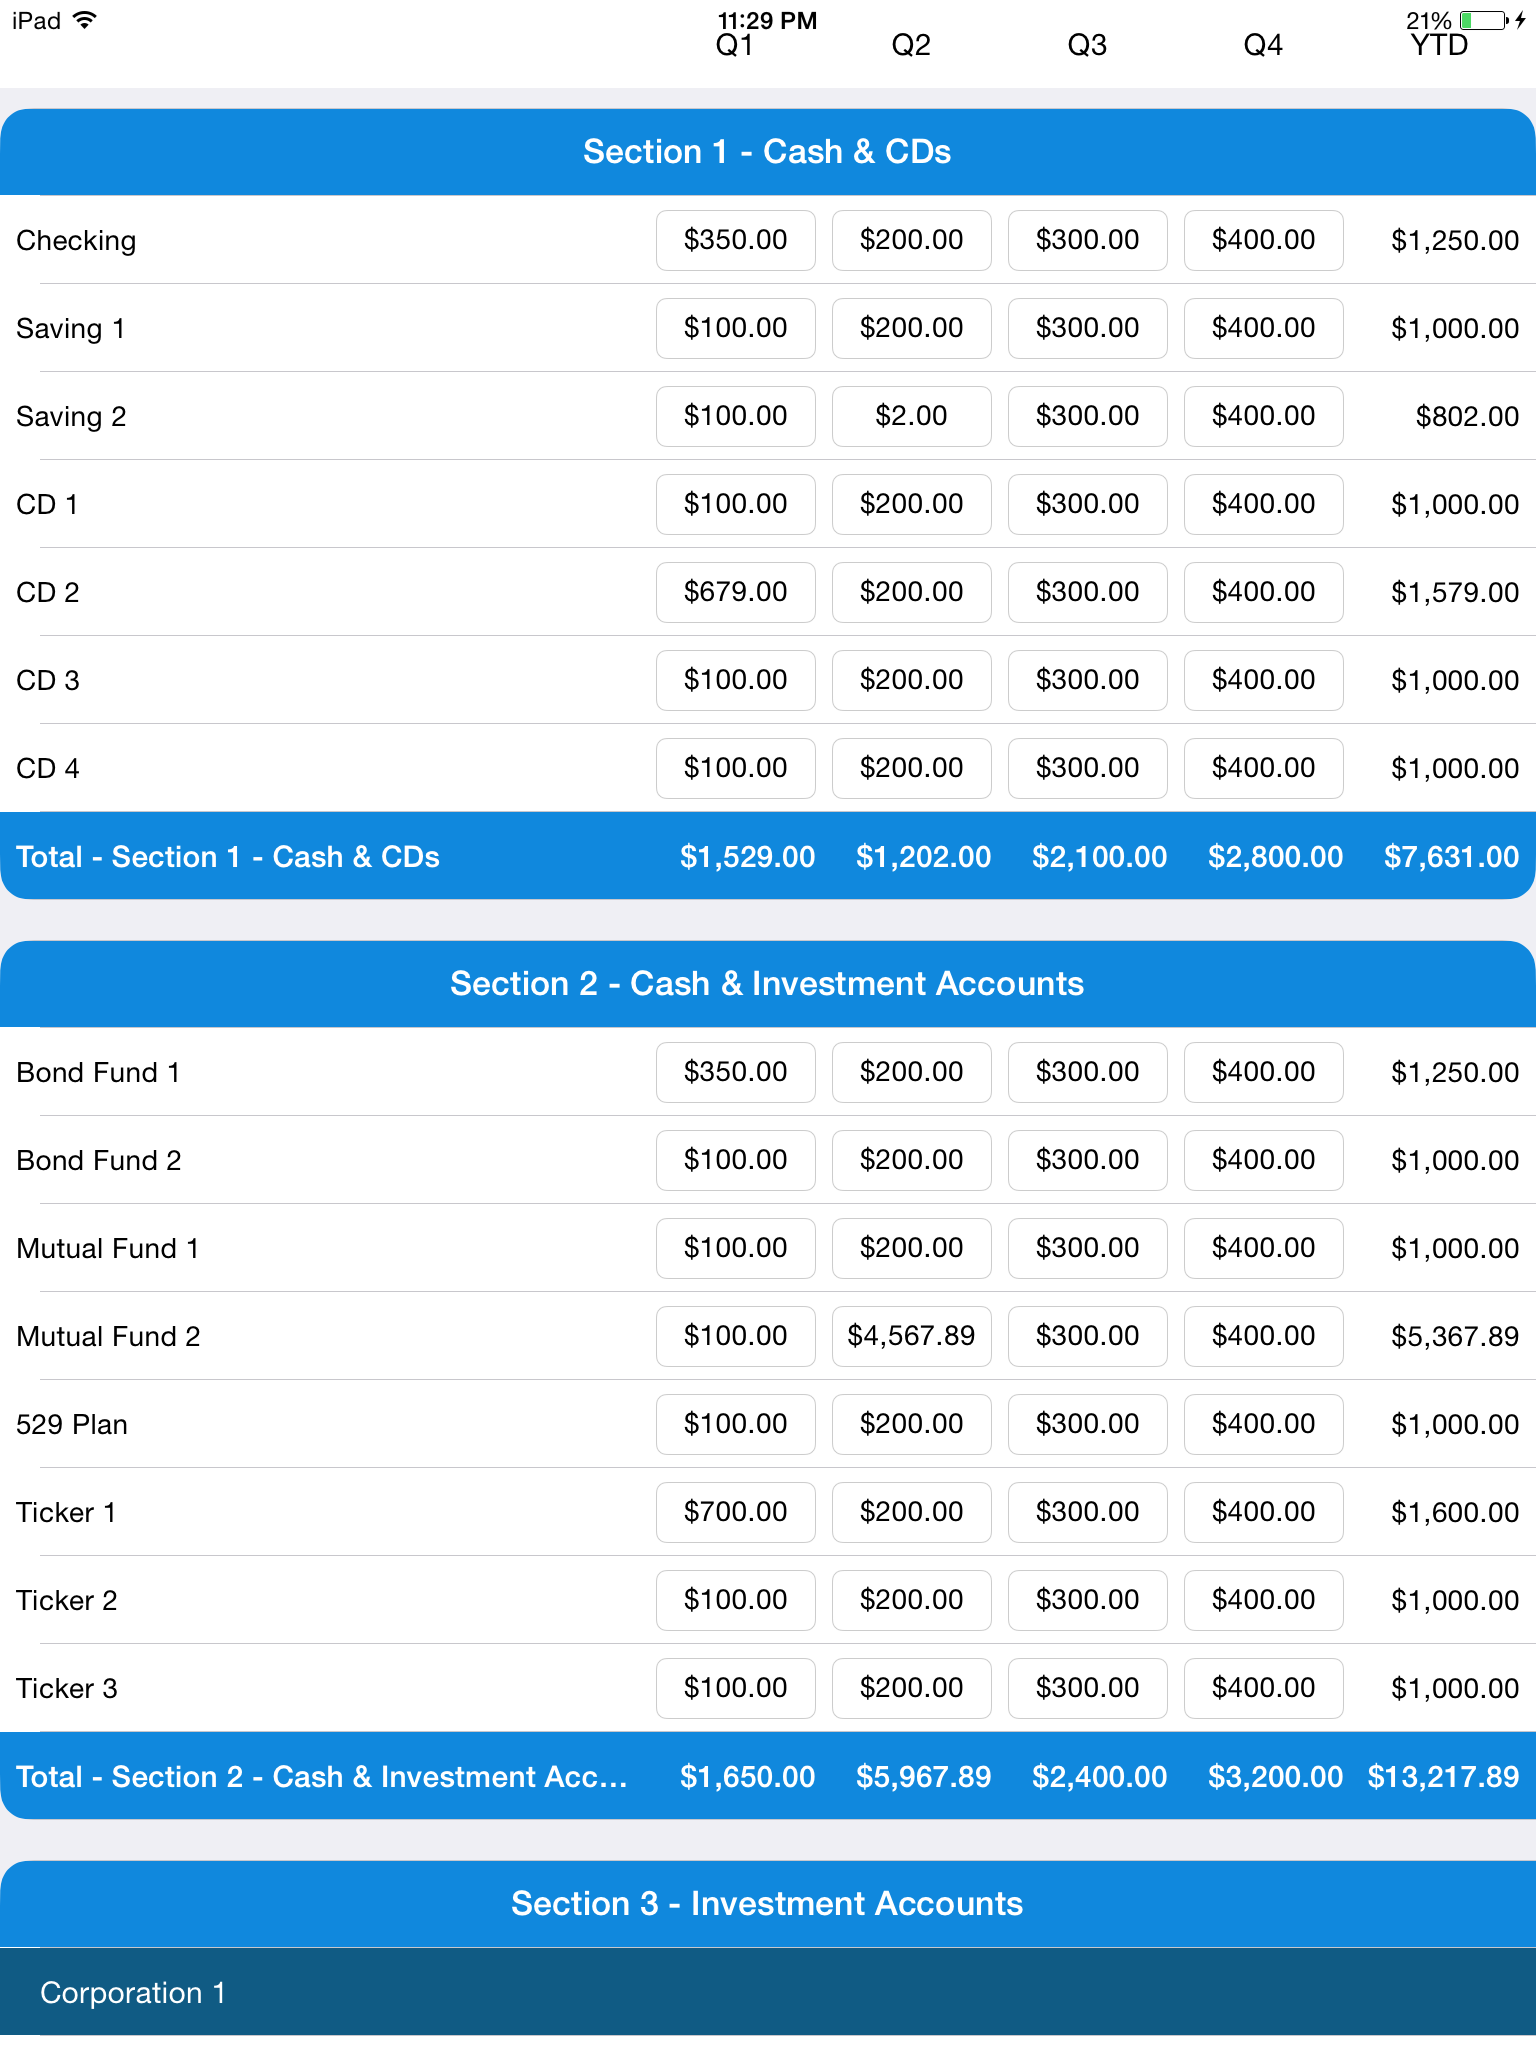 iPad 11:29 PM 21%
Q1 Q2 Q3 Q4 YTD
Section 1 - Cash & CDs
Checking $350.00 $200.00 $300.00 $400.00 $1,250.00
Saving 1 $100.00 $200.00 $300.00 $400.00 $1,000.00
Saving 2 $100.00 $2.00 $300.00 $400.00 $802.00
CD 1 $100.00 $200.00 $300.00 $400.00 $1,000.00
CD 2 $679.00 $200.00 $300.00 $400.00 $1,579.00
CD 3 $100.00 $200.00 $300.00 $400.00 $1,000.00
CD 4 $100.00 $200.00 $300.00 $400.00 $1,000.00
Total - Section 1 - Cash & CDs $1,529.00 $1,202.00 $2,100.00 $2,800.00 $7,631.00
Section 2 - Cash & Investment Accounts
Bond Fund 1 $350.00 $200.00 $300.00 $400.00 $1,250.00
Bond Fund 2 $100.00 $200.00 $300.00 $400.00 $1,000.00
Mutual Fund 1 $100.00 $200.00 $300.00 $400.00 $1,000.00
Mutual Fund 2 $100.00 $4,567.89 $300.00 $400.00 $5,367.89
529 Plan $100.00 $200.00 $300.00 $400.00 $1,000.00
Ticker 1 $700.00 $200.00 $300.00 $400.00 $1,600.00
Ticker 2 $100.00 $200.00 $300.00 $400.00 $1,000.00
Ticker 3 $100.00 $200.00 $300.00 $400.00 $1,000.00
Total - Section 2 - Cash & Investment Acc... $1,650.00 $5,967.89 $2,400.00 $3,200.00 $13,217.89
Section 3 - Investment Accounts
Corporation 1